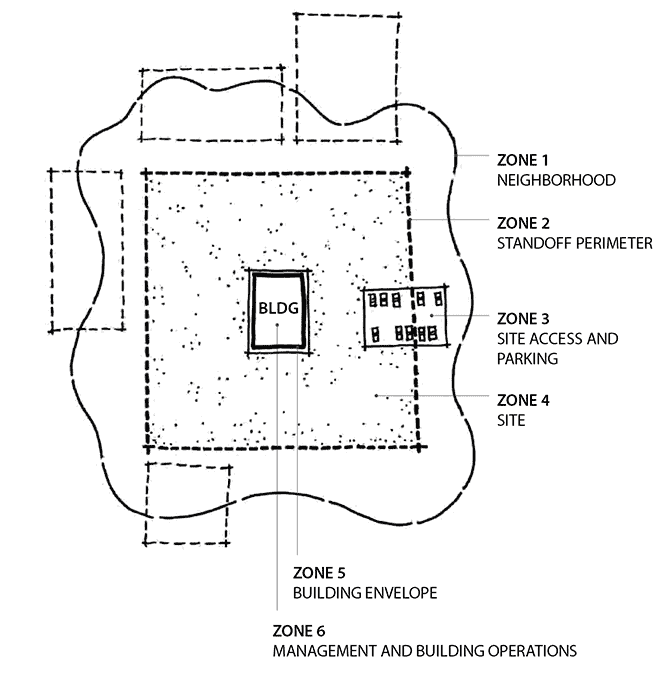 ZONE 1
NEIGHBORHOOD
ZONE 2
STANDOFF PERIMETER
BLDG
ZONE 3
SITE ACCESS AND
PARKING
ZONE 4
SITE
ZONE 5
BUILDING ENVELOPE
ZONE 6
MANAGEMENT AND BUILDING OPERATIONS